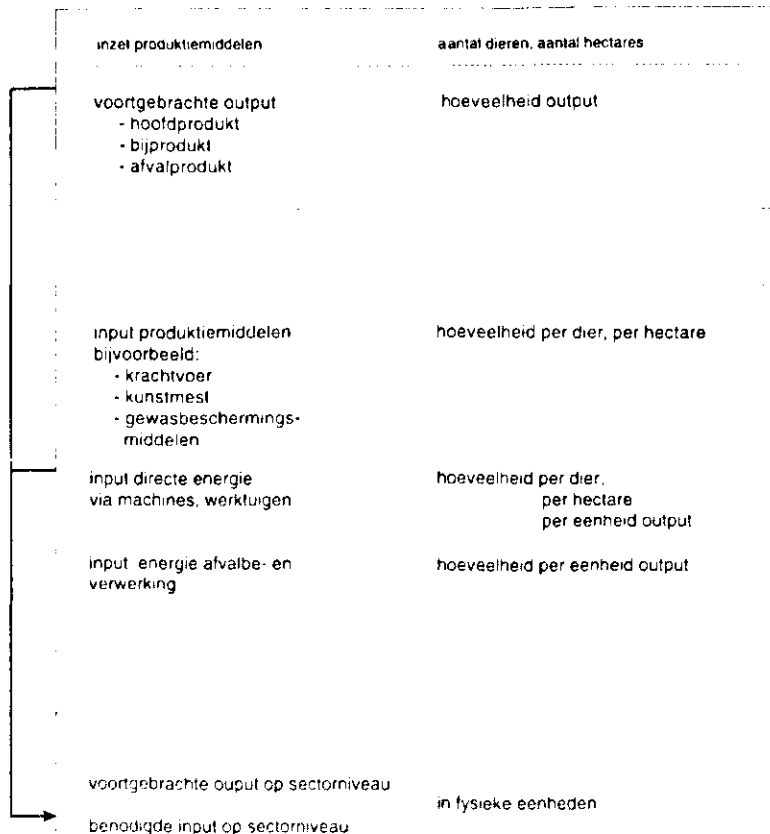 inzet produktiemiddelen
aantal dieren, aantal hectares
voortgebrachte output
hoeveelheid output
- hoofdprodukt
- bijprodukt
- afvalprodukt
input produktiemiddelen
hoeveelheid per dier, per hectare
bijvoorbeeld:
- krachtvoer
- kunstmest
- gewasbeschermings-
middelen
input directe energie
hoeveelheid per dier,
via machines, werktuigen
per hectare
per eenheid output
input energie afvalbe- en
hoeveelheid per eenheid output
verwerking
voortgebrachte ouput op sectorniveau
in fysieke eenheden
benodigde input op sectorniveau